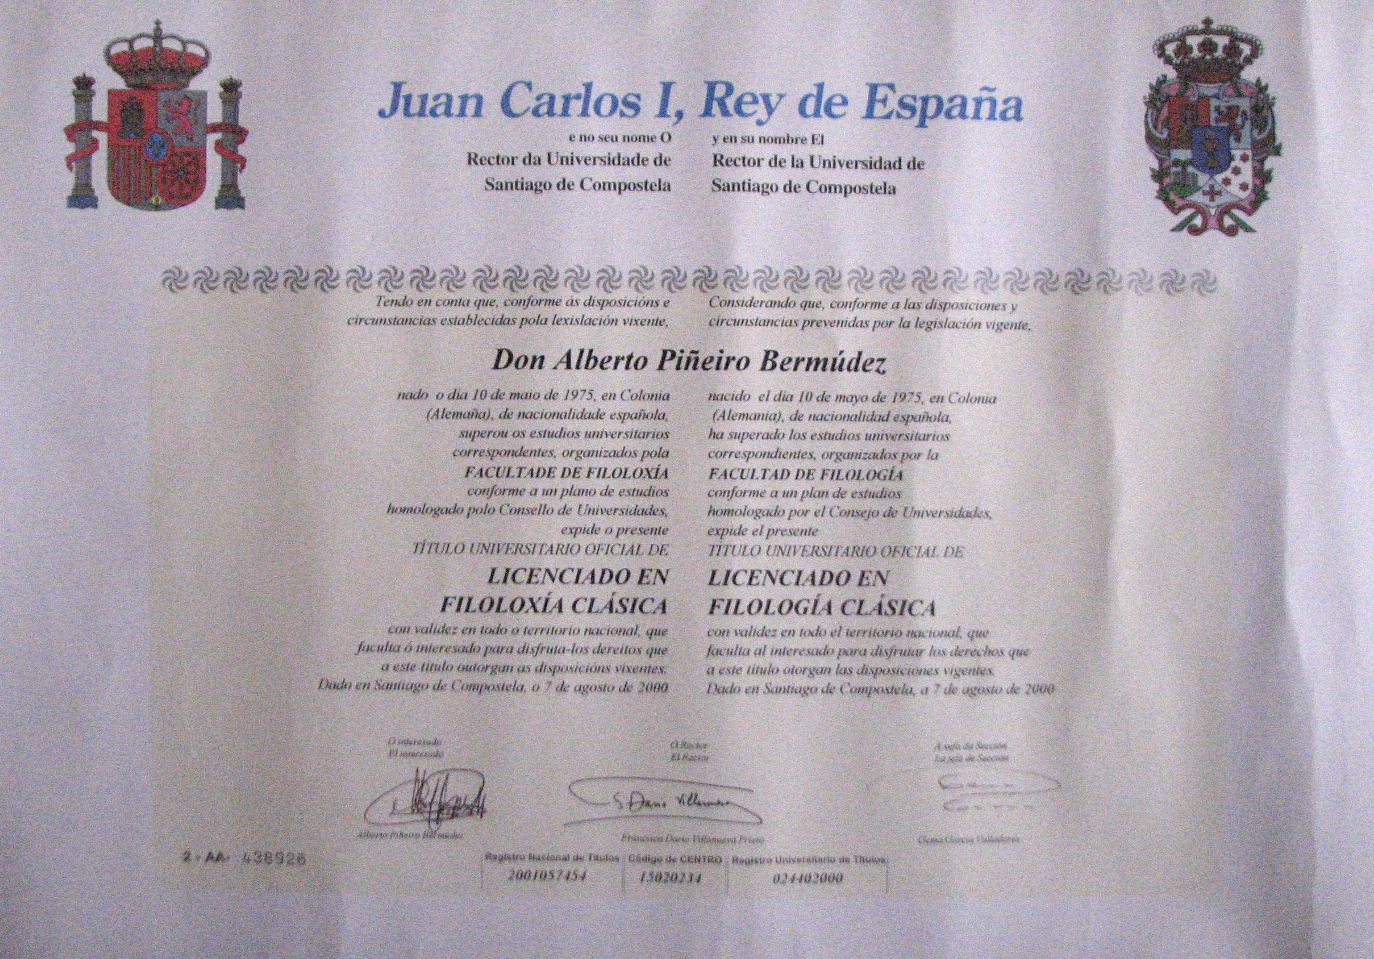 Juan Carlos I, Rey de España
e no seu nome O
Rector da Universidade de
Santiago de Compostela
y en su nombre El
Rector de la Universidad de
Santiago de Compostela
Tendo en conta que, conforme ás disposicións e
circunstancias establecidas pola lexislación vixente,
Considerando que, conforme a las disposiciones y
circunstancias prevenidas por la legislación vigente,
Don Alberto Piñeiro Bermúdez
nado o día 10 de maio de 1975, en Colonia
(Alemaña), de nacionalidade española,
superou os estudios universitarios
correspondentes, organizados pola
FACULTADE DE FILOLOXÍA
conforme a un plano de estudios
homologado polo Consello de Universidades,
expide o presente
TÍTULO UNIVERSITARIO OFICIAL DE
LICENCIADO EN
FILOLOXÍA CLÁSICA
con validez en todo o territorio nacional, que
faculta ó interesado para disfruta-los dereitos que
a este título outorgan as disposicións vixentes.
Dado en Santiago de Compostela, o 7 de agosto de 2000
nacido el día 10 de mayo de 1975, en Colonia
(Alemania), de nacionalidad española,
ha superado los estudios universitarios
correspondientes, organizados por la
FACULTAD DE FILOLOGÍA
conforme a un plan de estudios
homologado por el Consejo de Universidades,
expide el presente
TÍTULO UNIVERSITARIO OFICIAL DE
LICENCIADO EN
FILOLOGÍA CLÁSICA
con validez en todo el territorio nacional, que
faculta al interesado para disfrutar los derechos que
a este título otorgan las disposiciones vigentes.
Dado en Santiago de Compostela, a 7 de agosto de 2000
O interesado
El interesado
Alberto Piñeiro Bermúdez
O Rector
El Rector
Francisco Darío Villanueva Prieto
A xefa da Sección
La jefa de Sección
Gema García Valladares
2-AA- 438926
Registro Nacional de Títulos
2001057454
Código de CENTRO
15020234
Registro Universitario de Títulos
024402000